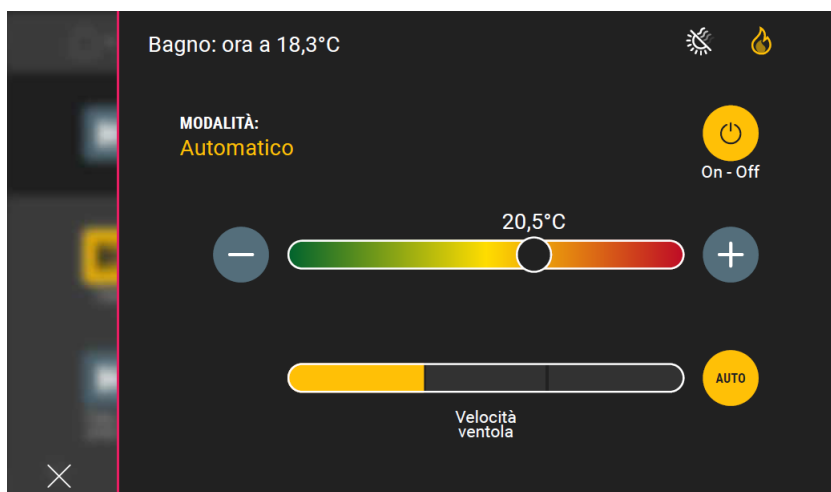 Bagno: ora a 18,3°C
MODALITÀ:
Automatico
On - Off
20,5°C
AUTO
Velocità
ventola